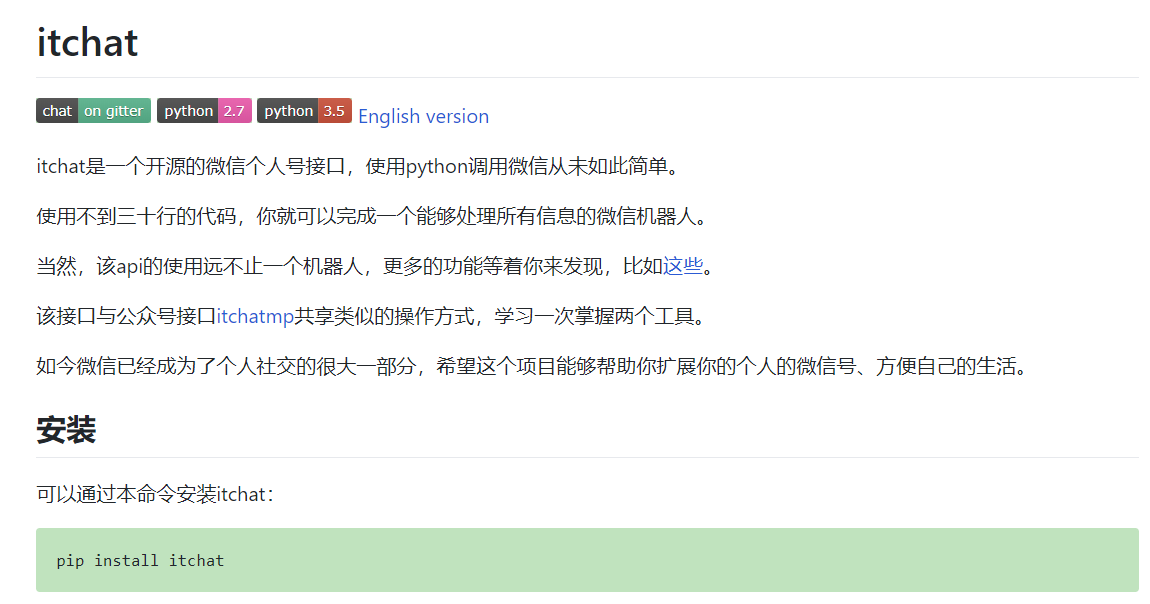 itchat
chat on gitter python 2.7 python 3.5 English version
itchat是一个开源的微信个人号接口，使用python调用微信从未如此简单。
使用不到三十行的代码，你就可以完成一个能够处理所有信息的微信机器人。
当然，该api的使用远不止一个机器人，更多的功能等着你来发现，比如这些。
该接口与公众号接口itchatmp共享类似的操作方式，学习一次掌握两个工具。
如今微信已经成为了个人社交的很大一部分，希望这个项目能够帮助你扩展你的个人的微信号、方便自己的生活。
安装
可以通过本命令安装itchat：
pip install itchat